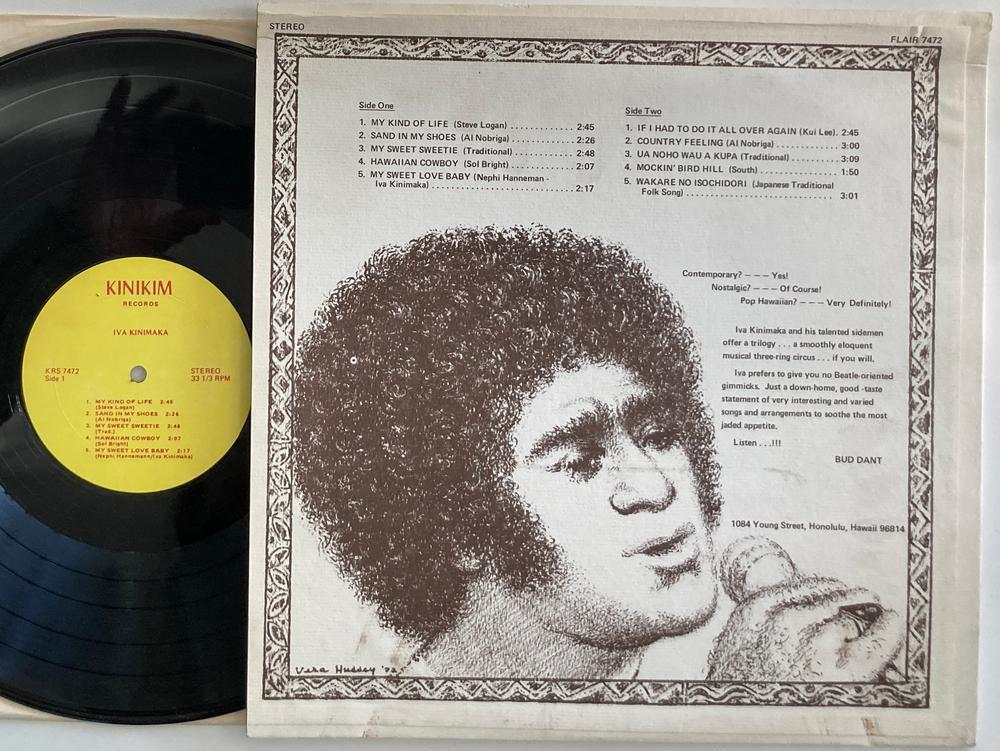 STEREO
FLAIR 7472
Side One
1. MY KIND OF LIFE (Steve Logan) .......... 2:45
2. SAND IN MY SHOES (Al Nobriga) .......... 2:26
3. MY SWEET SWEETIE (Traditional) .......... 2:48
4. HAWAIIAN COWBOY (Sol Bright) .......... 2:07
5. MY SWEET LOVE BABY (Nephi Hanneman -
Iva Kinimaka) .......................... 2:17
Side Two
1. IF I HAD TO DO IT ALL OVER AGAIN (Kui Lee). 2:45
2. COUNTRY FEELING (Al Nobriga) ............ 3:00
3. UA NOHO WAU A KUPA (Traditional) ......... 3:09
4. MOCKIN' BIRD HILL (South) ................ 1:50
5. WAKARE NO ISOCHIDORI (Japanese Traditional
Folk Song) .......................... 3:01
Contemporary? — — — Yes!
Nostalgic? — — — Of Course!
Pop Hawaiian? — — — Very Definitely!
Iva Kinimaka and his talented sidemen
offer a trilogy . . . a smoothly eloquent
musical three-ring circus . . . if you will.
Iva prefers to give you no Beatle-oriented
gimmicks. Just a down-home, good -taste
statement of very interesting and varied
songs and arrangements to soothe the most
jaded appetite.
Listen . . .!!!
BUD DANT
1084 Young Street, Honolulu, Hawaii 96814
Vera Hussey '72
KINIKIM
RECORDS
IVA KINIMAKA
KRS 7472
Side 1
STEREO
33 1/3 RPM
1. MY KIND OF LIFE 2:45
(Steve Logan)
2. SAND IN MY SHOES 2:26
(Al Nobriga)
3. MY SWEET SWEETIE 2:48
(Trad.)
4. HAWAIIAN COWBOY 2:07
(Sol Bright)
5. MY SWEET LOVE BABY 2:17
(Nephi Hannemann/Iva Kinimaka)